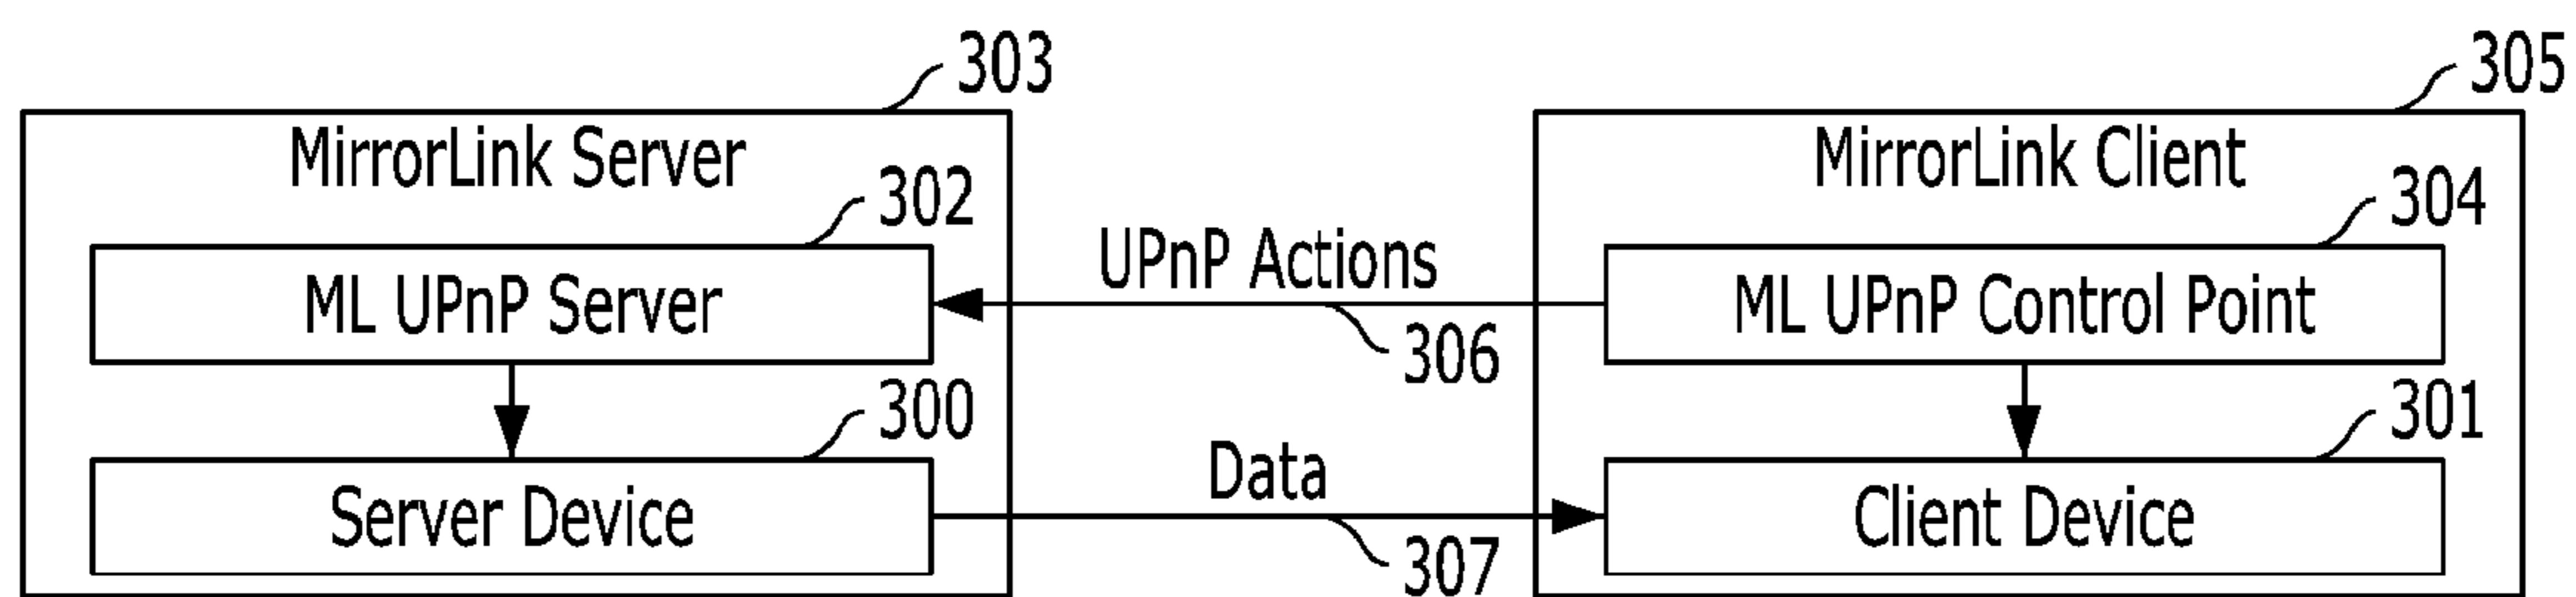 303
305
MirrorLink Server
MirrorLink Client
302
304
ML UPnP Server
UPnP Actions
ML UPnP Control Point
306
300
301
Server Device
Data
Client Device
307